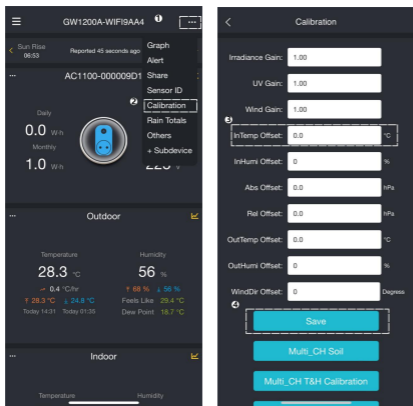 GW1200A-WIFI9AA4
1
...
Sun Rise
06:53
Reported 45 seconds ago
Graph
Alert
Share
Sensor ID
2
Calibration
Rain Totals
Others
+ Subdevice
AC1100-000009D1
Daily
0.0 W·h
Monthly
1.0 W·h
Outdoor
Temperature
Humidity
28.3 °C
56 %
0.4 °C/hr
↑ 28.3 °C ↓ 24.8 °C
Today 14:31 Today 01:35
↑ 68 % ↓ 56 %
Feels Like 29.4 °C
Dew Point 18.7 °C
Indoor
Temperature
Humidity
Calibration
Irradiance Gain: 1.00
UV Gain: 1.00
Wind Gain: 1.00
3
InTemp Offset: 0.0 °C
InHumi Offset: 0 %
Abs Offset: 0.0 hPa
Rel Offset: 0.0 hPa
OutTemp Offset: 0.0 °C
OutHumi Offset: 0 %
WindDir Offset: 0 Degress
4
Save
Multi_CH Soil
Multi_CH T&H Calibration